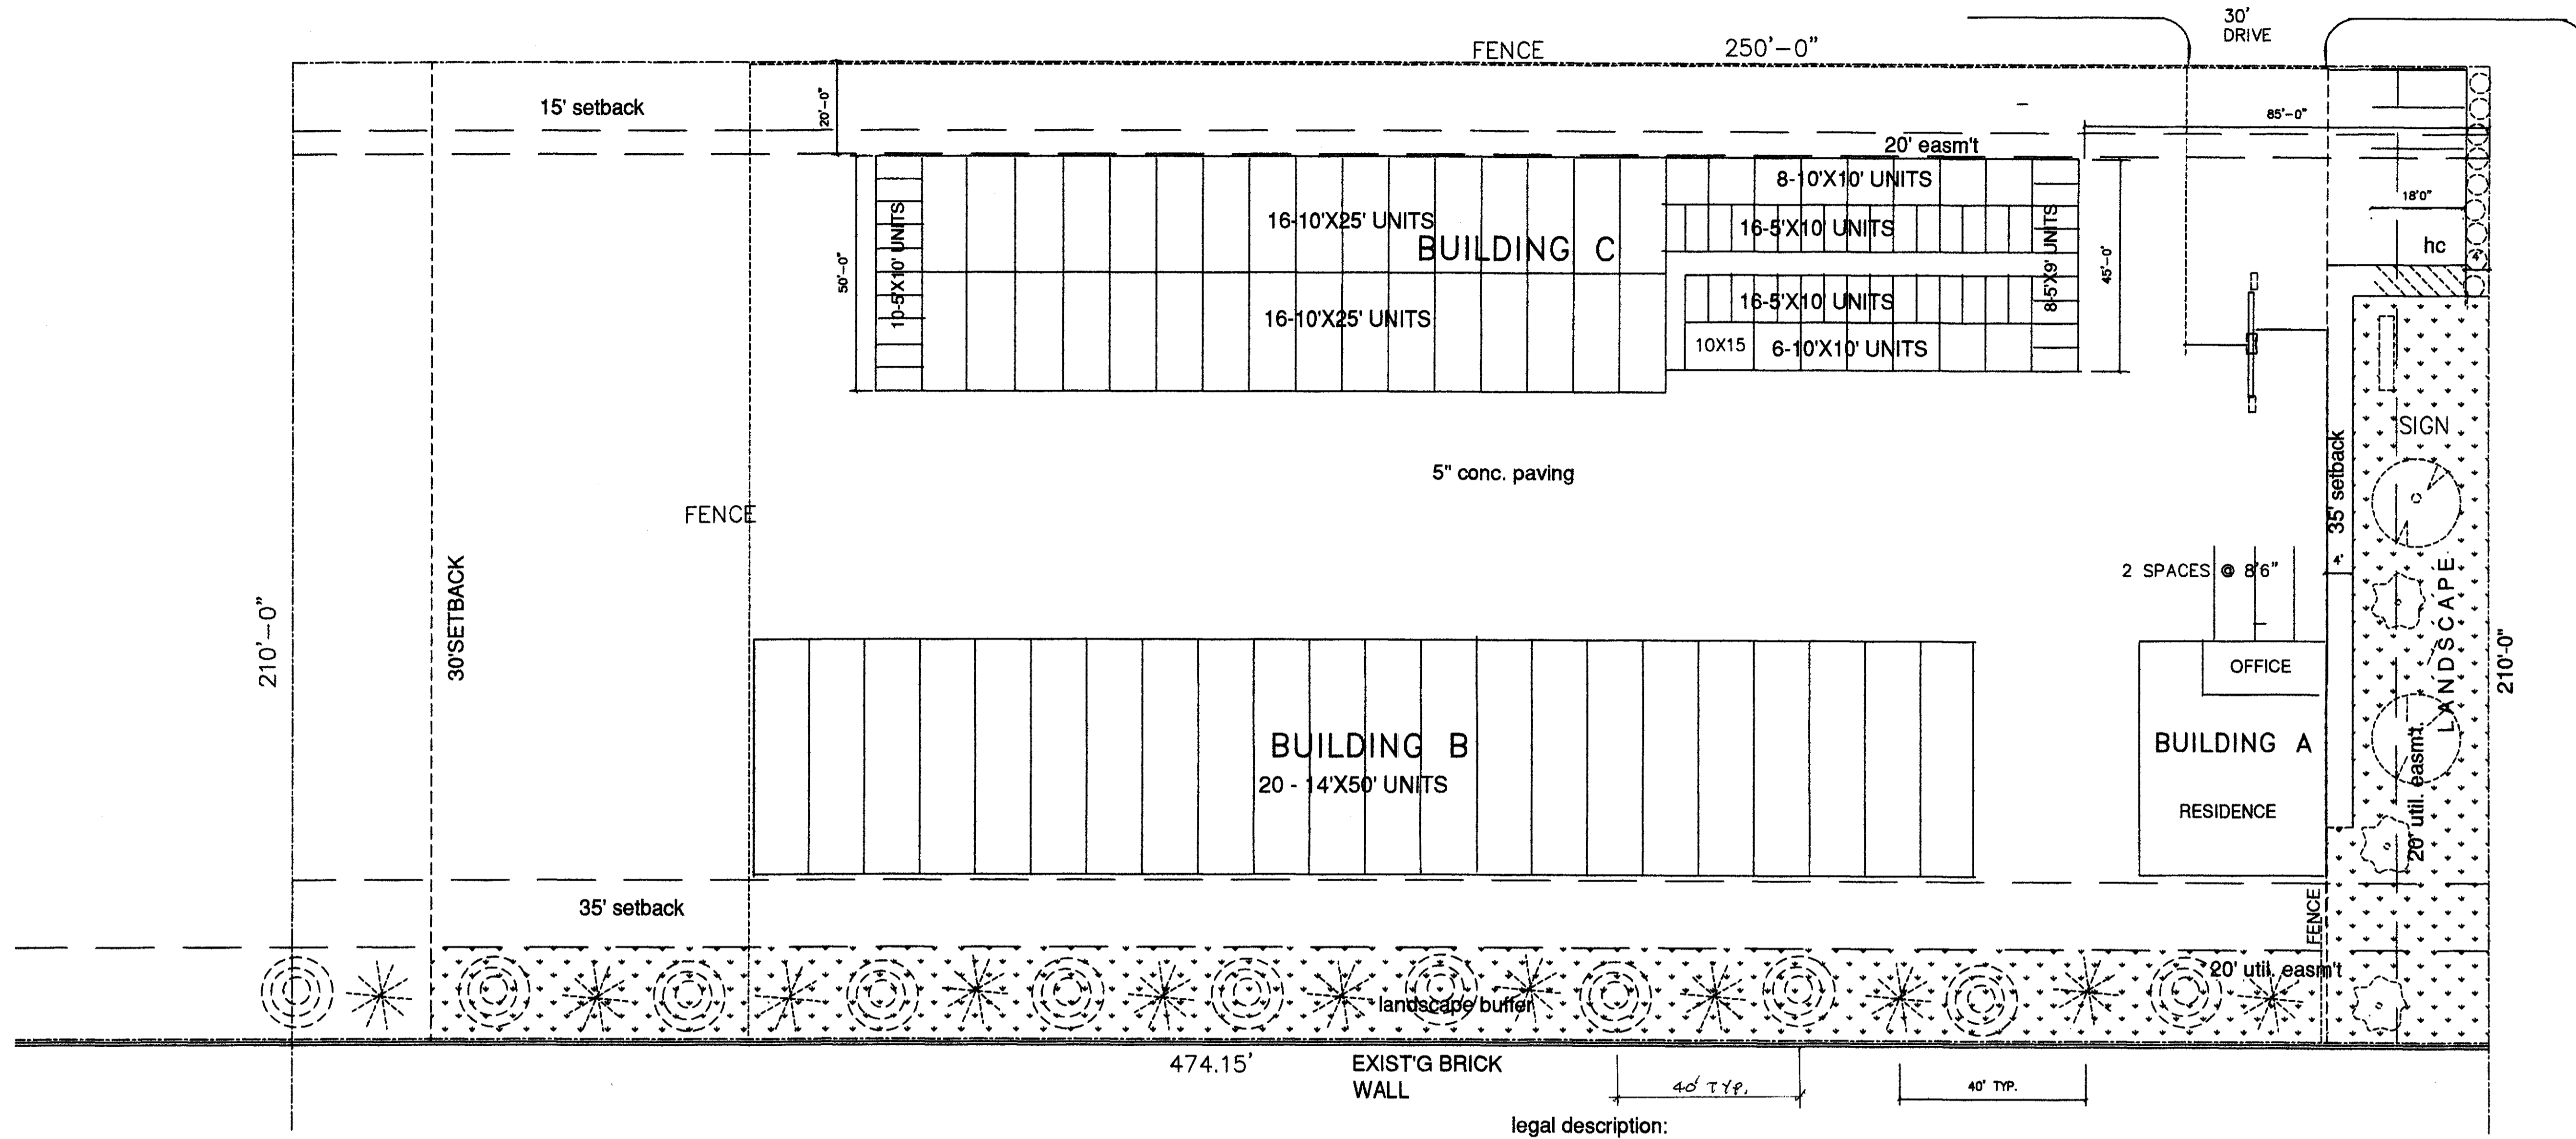 30'
DRIVE
FENCE
250'-0"
15' setback
20'-0"
85'-0"
20' easm't
18'0"
hc
50'-0"
10-5'X10' UNITS
16-10'X25' UNITS
BUILDING C
16-10'X25' UNITS
8-10'X10' UNITS
16-5'X10 UNITS
16-5'X10 UNITS
10X15
6-10'X10' UNITS
8-5'X9' UNITS
45'-0'
SIGN
35' setback
5" conc. paving
FENCE
4'
2 SPACES @ 8'6"
210'-0"
30'SETBACK
LANDSCAPE
210'-0"
OFFICE
BUILDING A
RESIDENCE
20' util. easm't.
BUILDING B
20 - 14'X50' UNITS
35' setback
FENCE
20' util. easm't
landscape buffer
474.15'
EXIST'G BRICK
WALL
40' TYP.
40' TYP.
legal description: